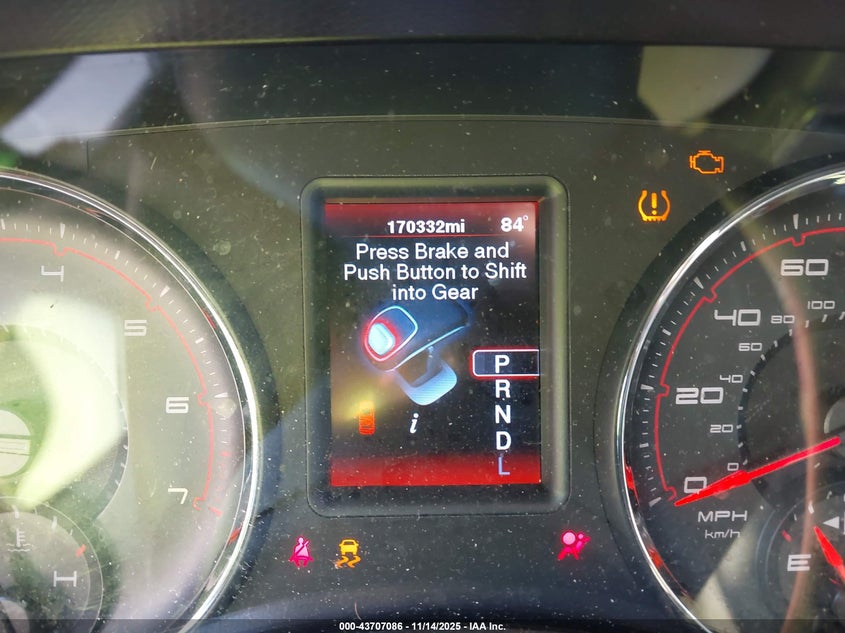 170332mi 84°
Press Brake and
Push Button to Shift
into Gear
P
R
N
D
L
i
4
5
6
7
H
0
20
40
60
0
20
40
60
80
100
MPH
km/h
E
000-43707086 - 11/14/2025 - IAA Inc.